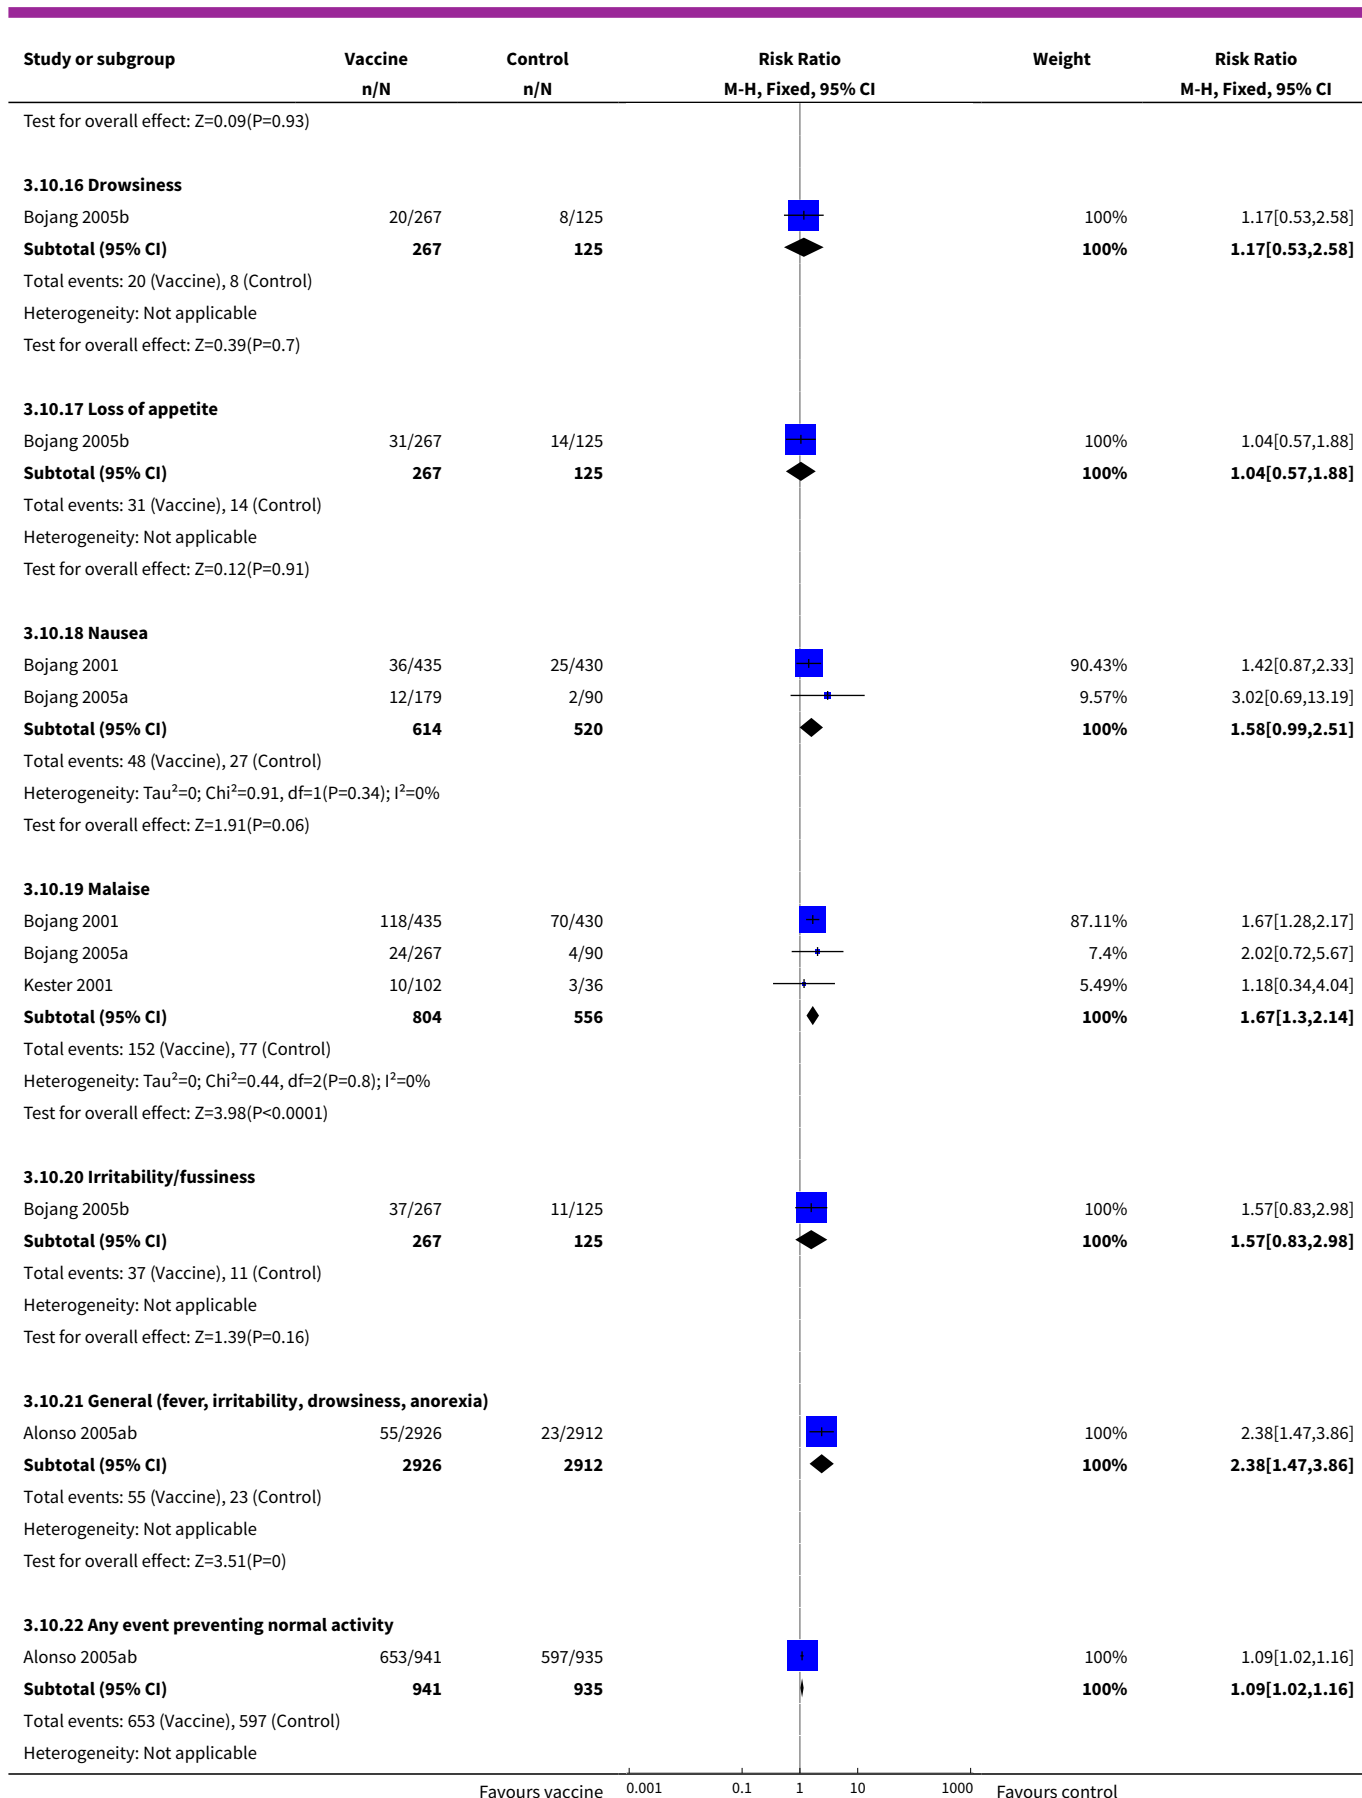 Study or subgroup Vaccine Control Risk Ratio Weight Risk Ratio
n/N n/N M-H, Fixed, 95% CI M-H, Fixed, 95% CI
Test for overall effect: Z=0.09(P=0.93)
3.10.16 Drowsiness
Bojang 2005b 20/267 8/125 100% 1.17[0.53,2.58]
Subtotal (95% CI) 267 125 100% 1.17[0.53,2.58]
Total events: 20 (Vaccine), 8 (Control)
Heterogeneity: Not applicable
Test for overall effect: Z=0.39(P=0.7)
3.10.17 Loss of appetite
Bojang 2005b 31/267 14/125 100% 1.04[0.57,1.88]
Subtotal (95% CI) 267 125 100% 1.04[0.57,1.88]
Total events: 31 (Vaccine), 14 (Control)
Heterogeneity: Not applicable
Test for overall effect: Z=0.12(P=0.91)
3.10.18 Nausea
Bojang 2001 36/435 25/430 90.43% 1.42[0.87,2.33]
Bojang 2005a 12/179 2/90 9.57% 3.02[0.69,13.19]
Subtotal (95% CI) 614 520 100% 1.58[0.99,2.51]
Total events: 48 (Vaccine), 27 (Control)
Heterogeneity: Tau²=0; Chi²=0.91, df=1(P=0.34); I²=0%
Test for overall effect: Z=1.91(P=0.06)
3.10.19 Malaise
Bojang 2001 118/435 70/430 87.11% 1.67[1.28,2.17]
Bojang 2005a 24/267 4/90 7.4% 2.02[0.72,5.67]
Kester 2001 10/102 3/36 5.49% 1.18[0.34,4.04]
Subtotal (95% CI) 804 556 100% 1.67[1.3,2.14]
Total events: 152 (Vaccine), 77 (Control)
Heterogeneity: Tau²=0; Chi²=0.44, df=2(P=0.8); I²=0%
Test for overall effect: Z=3.98(P<0.0001)
3.10.20 Irritability/fussiness
Bojang 2005b 37/267 11/125 100% 1.57[0.83,2.98]
Subtotal (95% CI) 267 125 100% 1.57[0.83,2.98]
Total events: 37 (Vaccine), 11 (Control)
Heterogeneity: Not applicable
Test for overall effect: Z=1.39(P=0.16)
3.10.21 General (fever, irritability, drowsiness, anorexia)
Alonso 2005ab 55/2926 23/2912 100% 2.38[1.47,3.86]
Subtotal (95% CI) 2926 2912 100% 2.38[1.47,3.86]
Total events: 55 (Vaccine), 23 (Control)
Heterogeneity: Not applicable
Test for overall effect: Z=3.51(P=0)
3.10.22 Any event preventing normal activity
Alonso 2005ab 653/941 597/935 100% 1.09[1.02,1.16]
Subtotal (95% CI) 941 935 100% 1.09[1.02,1.16]
Total events: 653 (Vaccine), 597 (Control)
Heterogeneity: Not applicable
Favours vaccine 0.001 0.1 1 10 1000 Favours control